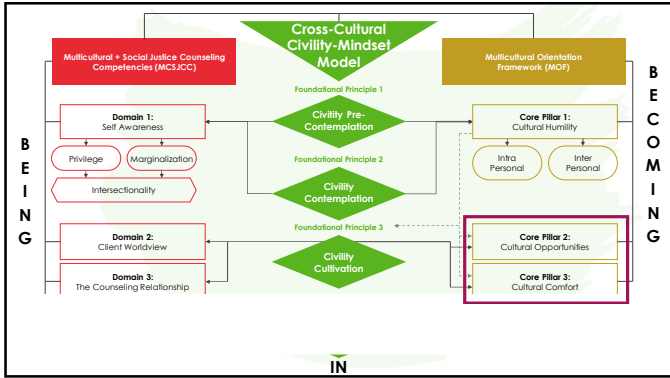 Cross-Cultural
Civility-Mindset
Model
Multicultural + Social Justice Counseling
Competencies (MCSJCC)
Multicultural Orientation
Framework (MOF)
BEING
BECOMING
Foundational Principle 1
Domain 1:
Self Awareness
Civitity Pre-
Contemplation
Core Pillar 1:
Cultural Humility
Privilege
Marginalization
Intra
Personal
Inter
Personal
Foundational Principle 2
Intersectionality
Civility
Contemplation
Foundational Principle 3
Domain 2:
Client Worldview
Civility
Cultivation
Core Pillar 2:
Cultural Opportunities
Domain 3:
The Counseling Relationship
Core Pillar 3:
Cultural Comfort
IN